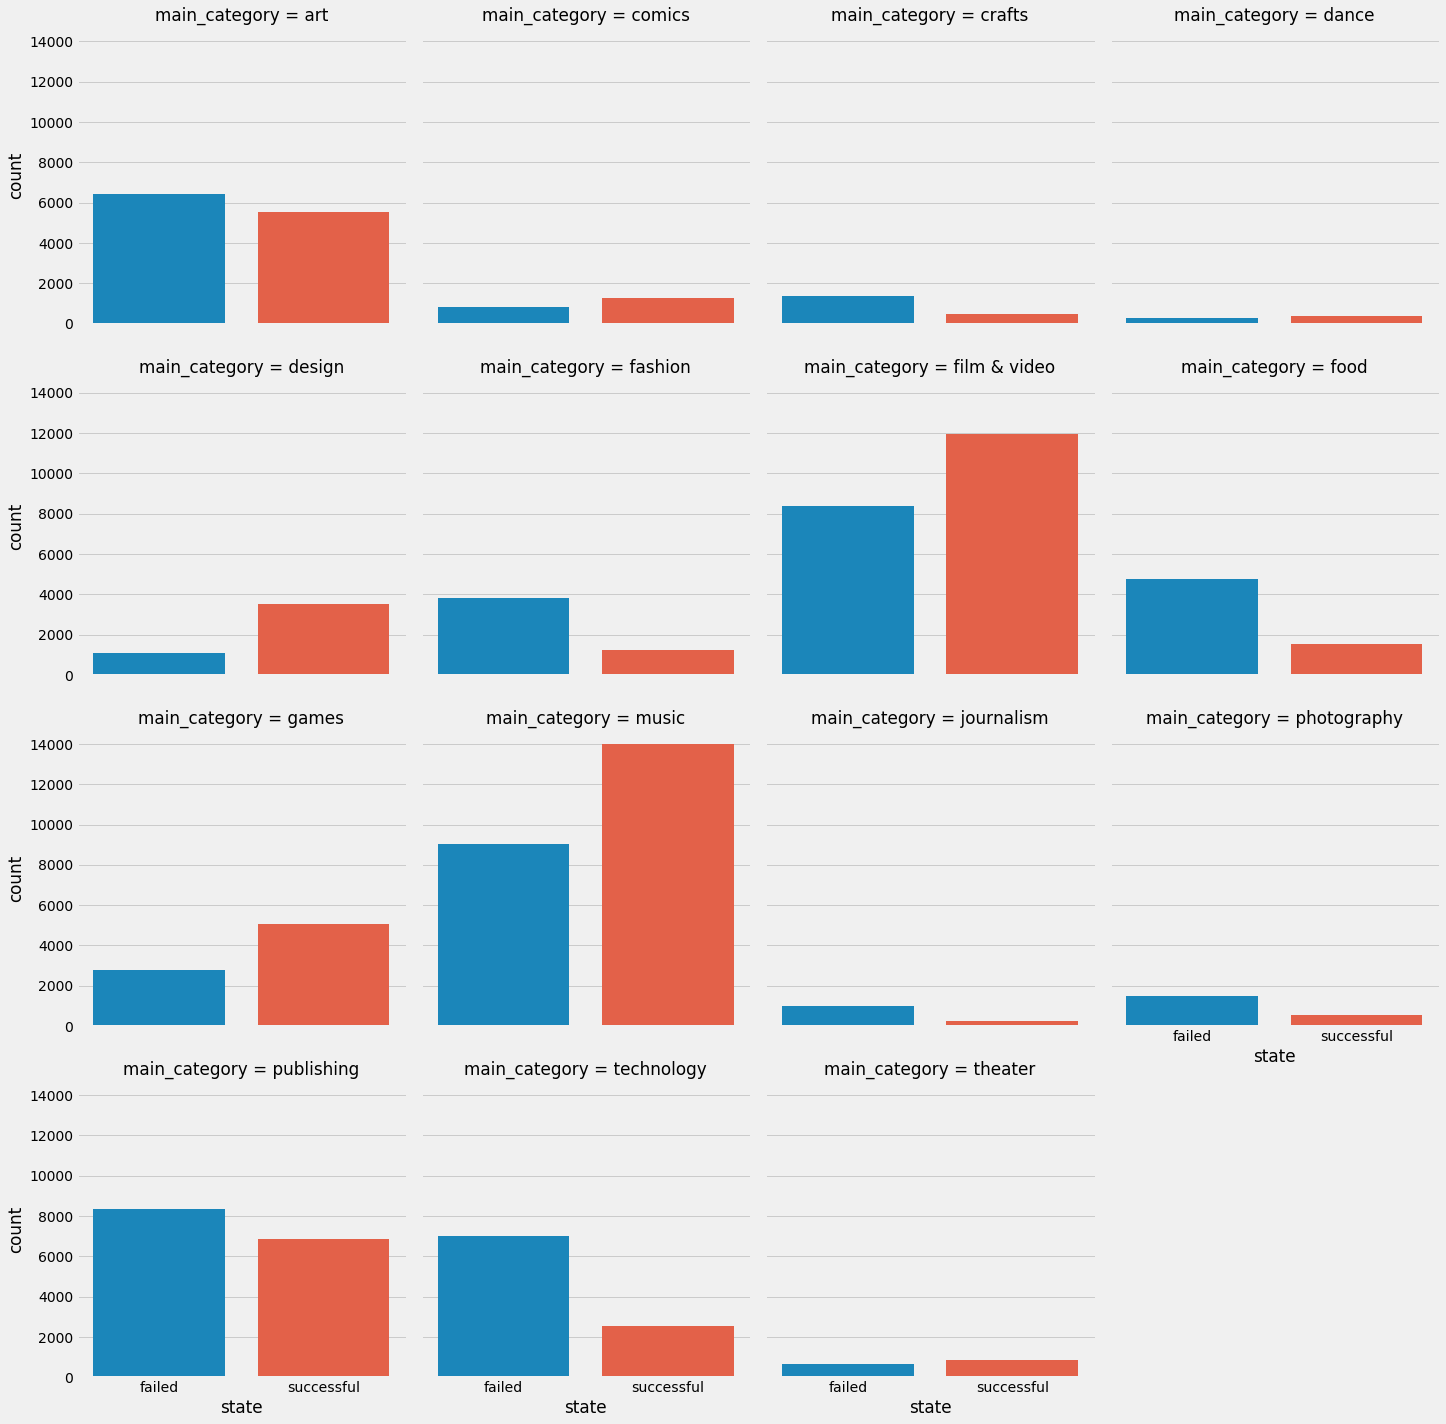 main_category = art
main_category = comics
main_category = crafts
main_category = dance
14000
12000
10000
8000
6000
4000
2000
0
count
main_category = design
main_category = fashion
main_category = film & video
main_category = food
14000
12000
10000
8000
6000
4000
2000
0
count
main_category = games
main_category = music
main_category = journalism
main_category = photography
14000
12000
10000
8000
6000
4000
2000
0
count
failed successful
state
main_category = publishing
main_category = technology
main_category = theater
14000
12000
10000
8000
6000
4000
2000
0
count
failed successful
state
failed successful
state
failed successful
state